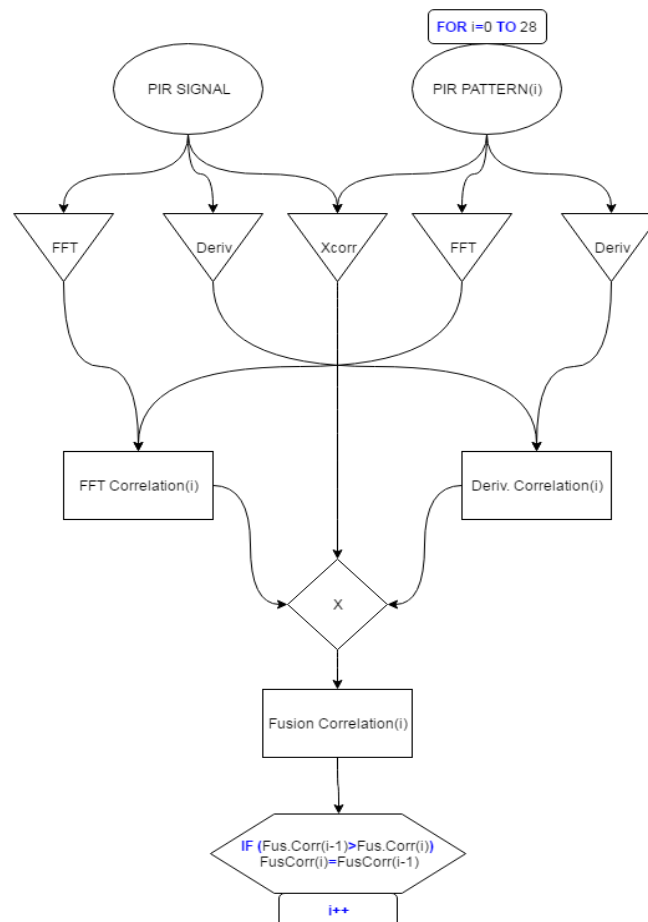 FOR i=0 TO 28
PIR SIGNAL
PIR PATTERN(i)
FFT
Deriv
Xcorr
FFT
Deriv
FFT Correlation(i)
Deriv. Correlation(i)
X
Fusion Correlation(i)
IF (Fus.Corr(i-1)>Fus.Corr(i))
FusCorr(i)=FusCorr(i-1)
i++